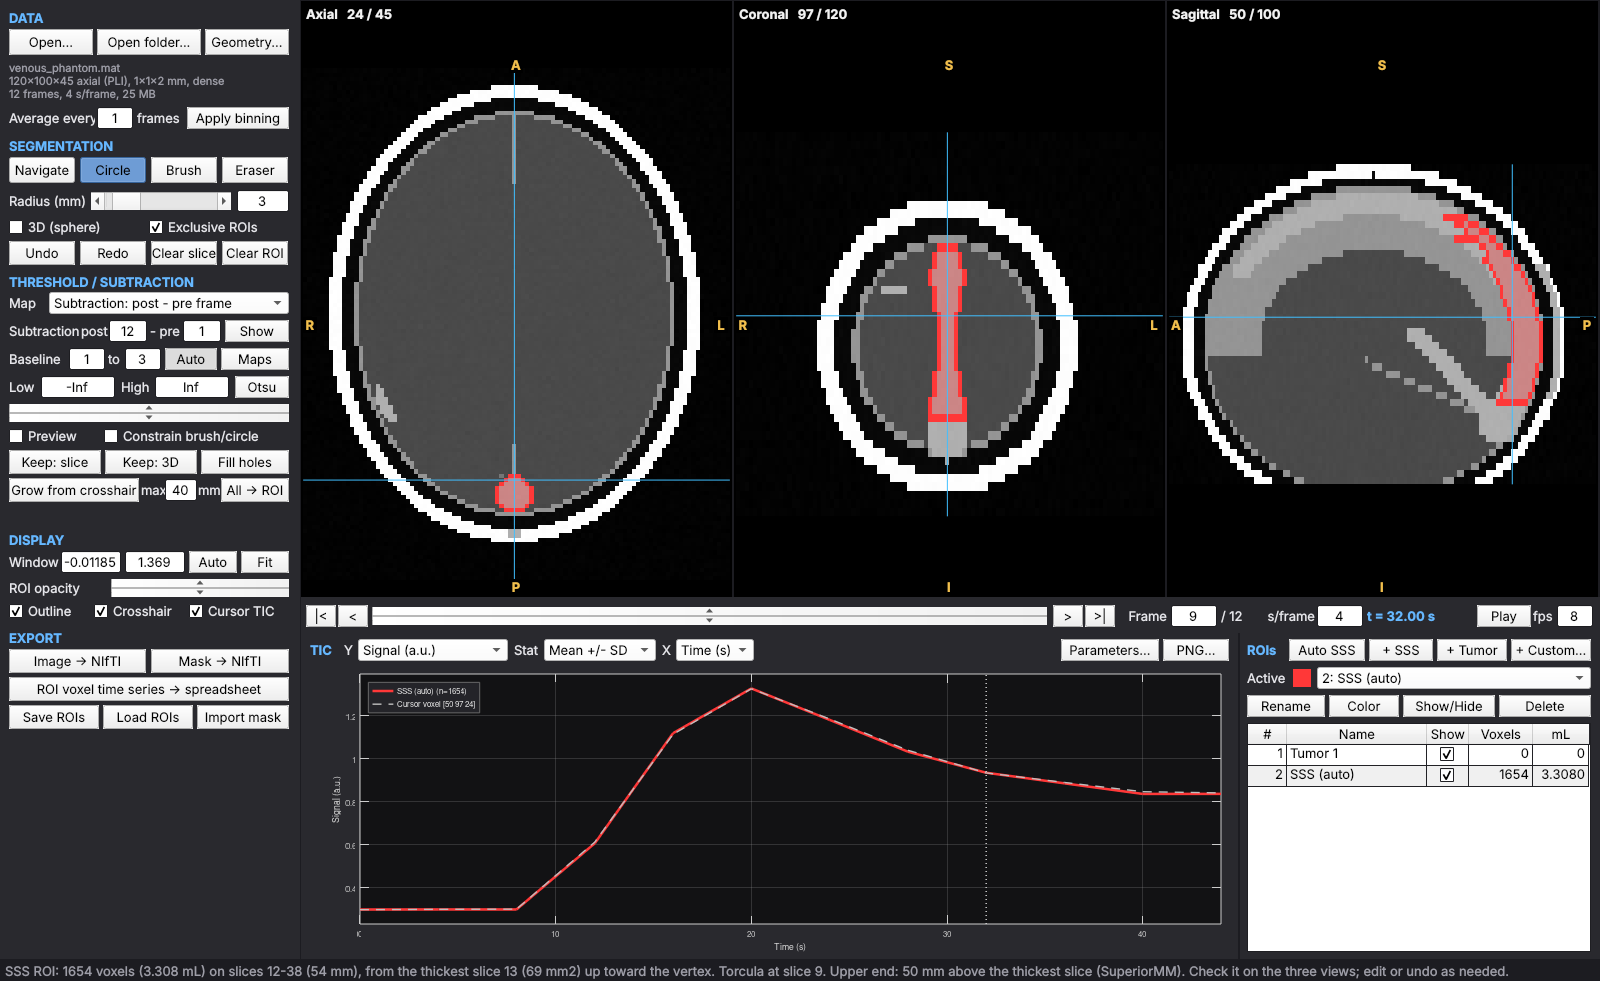 DATA
Open...
Open folder...
Geometry...
venous_phantom.mat
120×100×45 axial (PLI), 1×1×2 mm, dense
12 frames, 4 s/frame, 25 MB
Average every 1 frames Apply binning
SEGMENTATION
Navigate Circle Brush Eraser
Radius (mm) 3
3D (sphere) Exclusive ROIs
Undo Redo Clear slice Clear ROI
THRESHOLD / SUBTRACTION
Map Subtraction: post - pre frame
Subtraction post 12 - pre 1 Show
Baseline 1 to 3 Auto Maps
Low -Inf High Inf Otsu
Preview Constrain brush/circle
Keep: slice Keep: 3D Fill holes
Grow from crosshair max 40 mm All → ROI
DISPLAY
Window -0.01185 1.369 Auto Fit
ROI opacity
Outline Crosshair Cursor TIC
EXPORT
Image → NIfTI Mask → NIfTI
ROI voxel time series → spreadsheet
Save ROIs Load ROIs Import mask
Axial 24 / 45
A
R
L
P
Coronal 97 / 120
S
R
L
I
Sagittal 50 / 100
S
A
P
I
|< < > >| Frame 9 / 12 s/frame 4 t = 32.00 s Play fps 8
TIC Y Signal (a.u.) Stat Mean +/- SD X Time (s) Parameters... PNG...
SSS (auto) (n=1654)
Cursor voxel [50 97 24]
1.2
1
0.8
0.6
0.4
Signal (a.u.)
10 20 30 40
Time (s)
ROIs Auto SSS + SSS + Tumor + Custom...
Active 2: SSS (auto)
Rename Color Show/Hide Delete
# Name Show Voxels mL
1 Tumor 1 0 0
2 SSS (auto) 1654 3.3080
SSS ROI: 1654 voxels (3.308 mL) on slices 12-38 (54 mm), from the thickest slice 13 (69 mm2) up toward the vertex. Torcula at slice 9. Upper end: 50 mm above the thickest slice (SuperiorMM). Check it on the three views; edit or undo as needed.